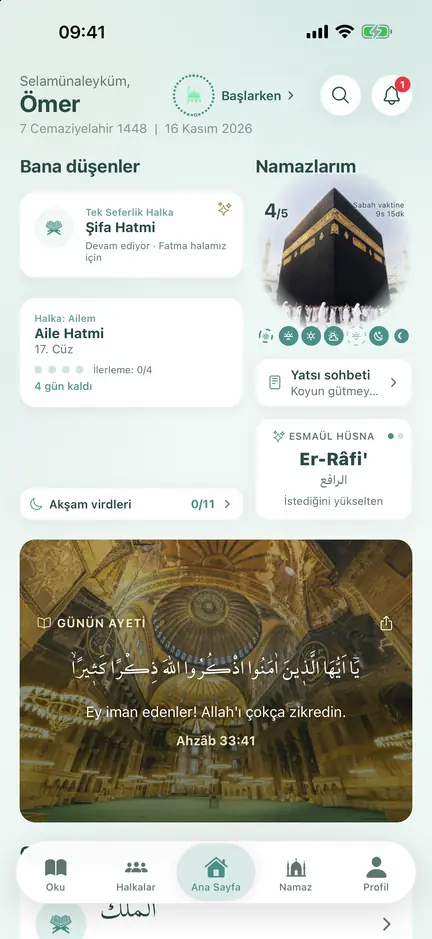 09:41
Selamünaleyküm,
Ömer
Başlarken
1
7 Cemaziyelahir 1448 | 16 Kasım 2026
Bana düşenler
Tek Seferlik Halka
Şifa Hatmi
Devam ediyor · Fatma halamız
için
Halka: Ailem
Aile Hatmi
17. Cüz
İlerleme: 0/4
4 gün kaldı
Akşam virdleri
0/11
Namazlarım
4/5
Sabah vaktine
9s 15dk
Yatsı sohbeti
Koyun gütmey...
ESMAÜL HÜSNA
Er-Râfi'
الرافع
İstediğini yükselten
GÜNÜN AYETİ
يَٓا اَيُّهَا الَّذ۪ينَ اٰمَنُوا اذْكُرُوا اللّٰهَ ذِكْرًا كَث۪يرًاۙ
Ey iman edenler! Allah'ı çokça zikredin.
Ahzâb 33:41
الملك
Oku
Halkalar
Ana Sayfa
Namaz
Profil